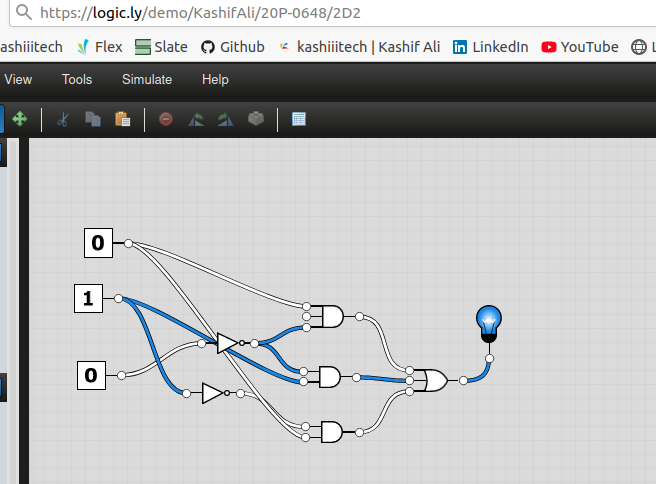 https://logic.ly/demo/KashifAli/20P-0648/2D2
ashiiitech Flex Slate Github kashiiitech | Kashif Ali LinkedIn YouTube L
View Tools Simulate Help
0
1
0